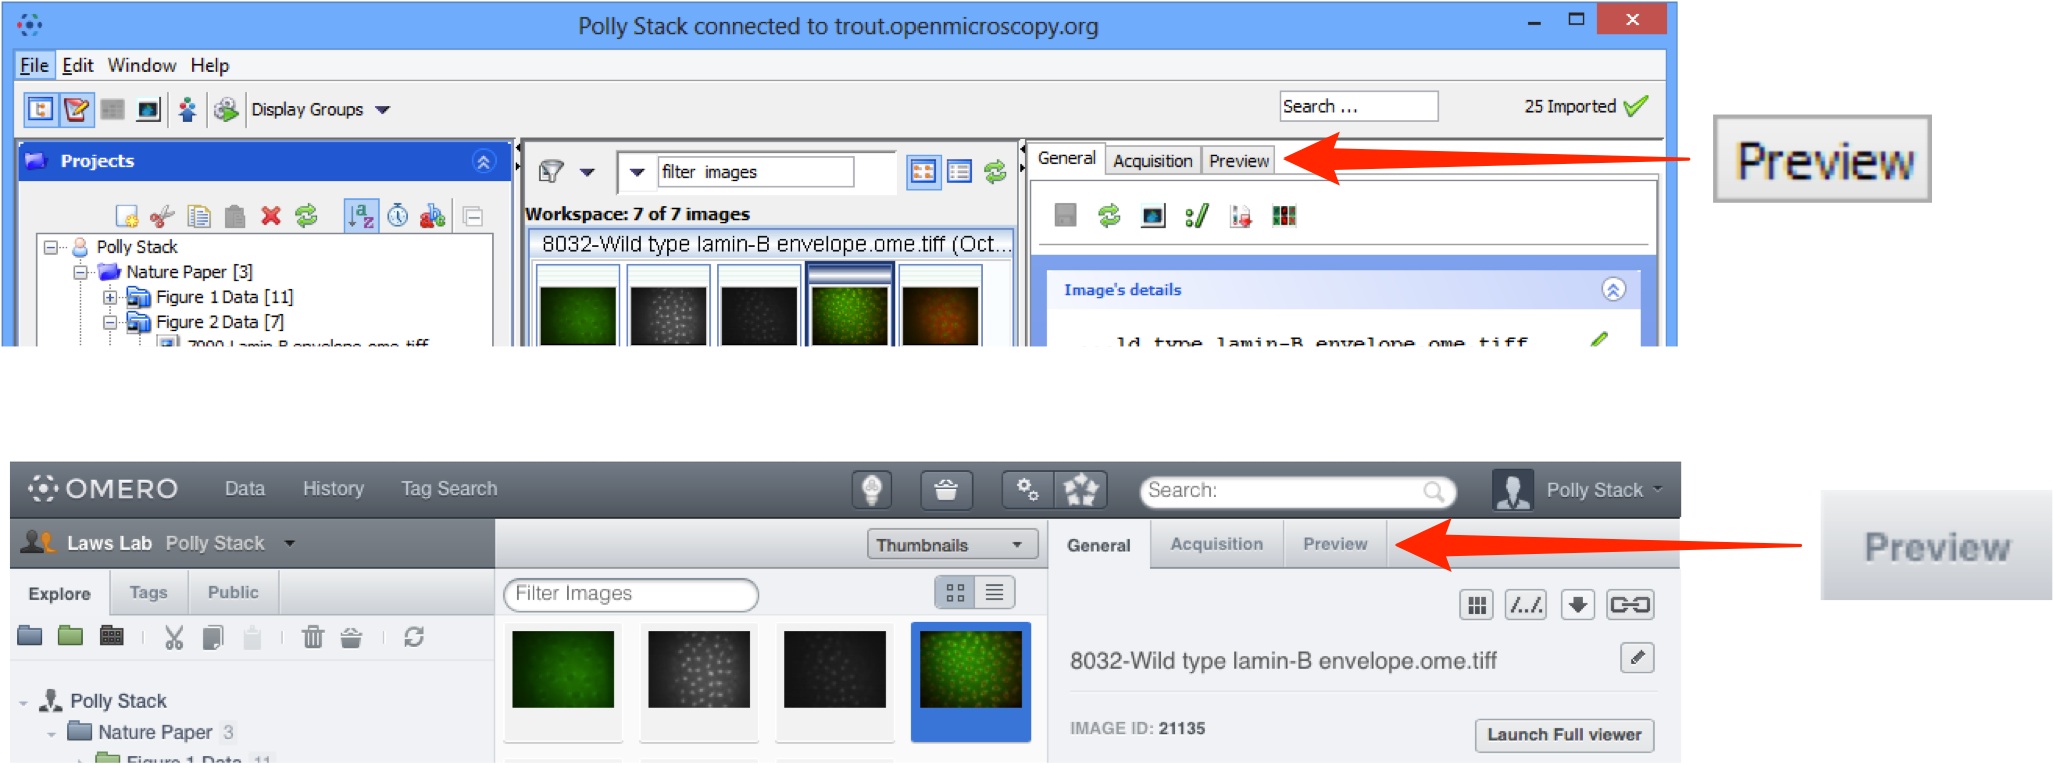 Polly Stack connected to trout.openmicroscopy.org
File Edit Window Help
Display Groups
Search ...
25 Imported
Projects
filter images
General Acquisition Preview
Preview
Workspace: 7 of 7 images
8032-Wild type lamin-B envelope.ome.tiff (Oct...
Polly Stack
Nature Paper [3]
Figure 1 Data [11]
Figure 2 Data [7]
7000-Lamin-B envelope.ome.tiff
Image's details
...ld type lamin-B envelope.ome.tiff
OMERO Data History Tag Search
Search:
Polly Stack
Laws Lab Polly Stack
Thumbnails
General Acquisition Preview
Preview
Explore Tags Public
Filter Images
8032-Wild type lamin-B envelope.ome.tiff
Polly Stack
Nature Paper 3
Figure 1 Data 11
IMAGE ID: 21135
Launch Full viewer